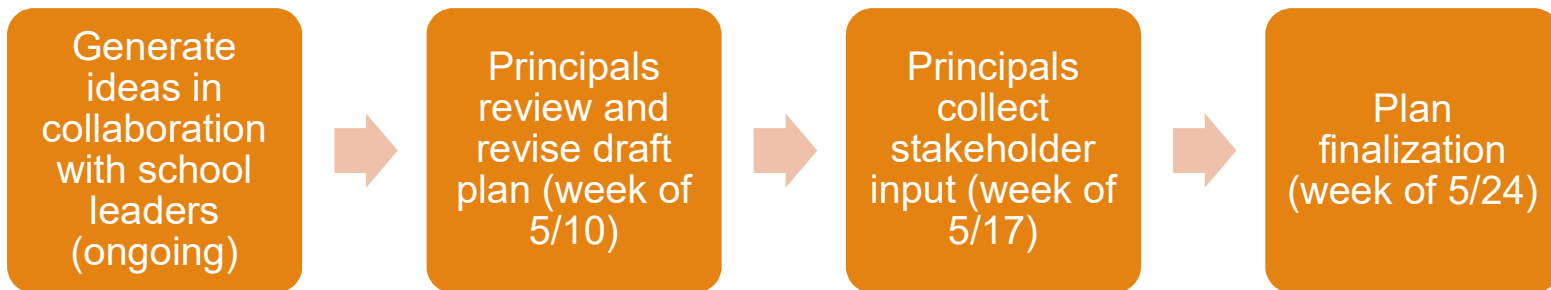 Generate
ideas in
collaboration
with school
leaders
(ongoing)
Principals
review and
revise draft
plan (week of
5/10)
Principals
collect
stakeholder
input (week of
5/17)
Plan
finalization
(week of 5/24)